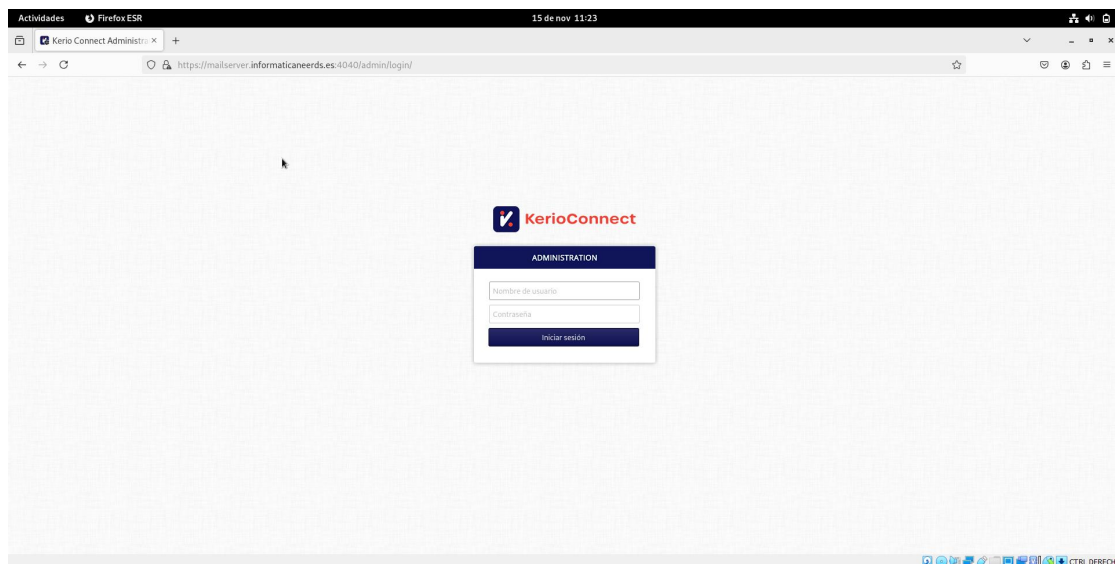 Actividades Firefox ESR 15 de nov 11:23
Kerio Connect Administra
https://mailserver.informaticaneerds.es:4040/admin/login/
KerioConnect
ADMINISTRATION
Nombre de usuario
Contraseña
Iniciar sesión
CTRL DERECH